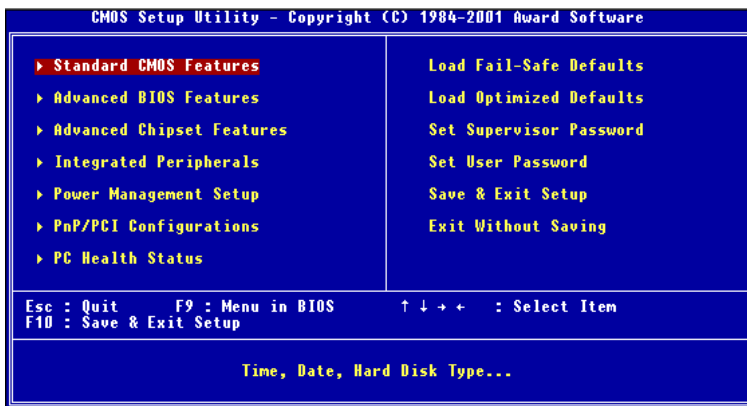 CMOS Setup Utility - Copyright (C) 1984-2001 Award Software
▸ Standard CMOS Features
▸ Advanced BIOS Features
▸ Advanced Chipset Features
▸ Integrated Peripherals
▸ Power Management Setup
▸ PnP/PCI Configurations
▸ PC Health Status
Load Fail-Safe Defaults
Load Optimized Defaults
Set Supervisor Password
Set User Password
Save & Exit Setup
Exit Without Saving
Esc : Quit F9 : Menu in BIOS ↑ ↓ → ← : Select Item
F10 : Save & Exit Setup
Time, Date, Hard Disk Type...